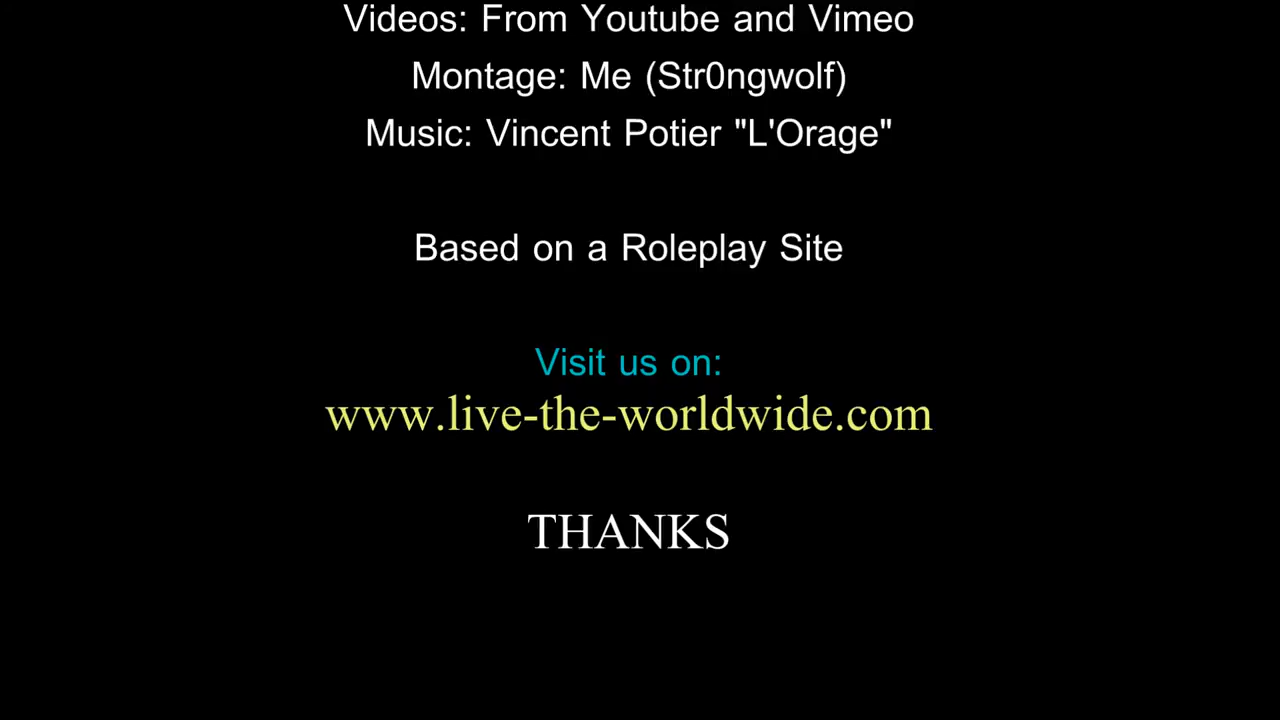 Videos: From Youtube and Vimeo
Montage: Me (Str0ngwolf)
Music: Vincent Potier "L'Orage"
Based on a Roleplay Site
Visit us on:
www.live-the-worldwide.com
THANKS